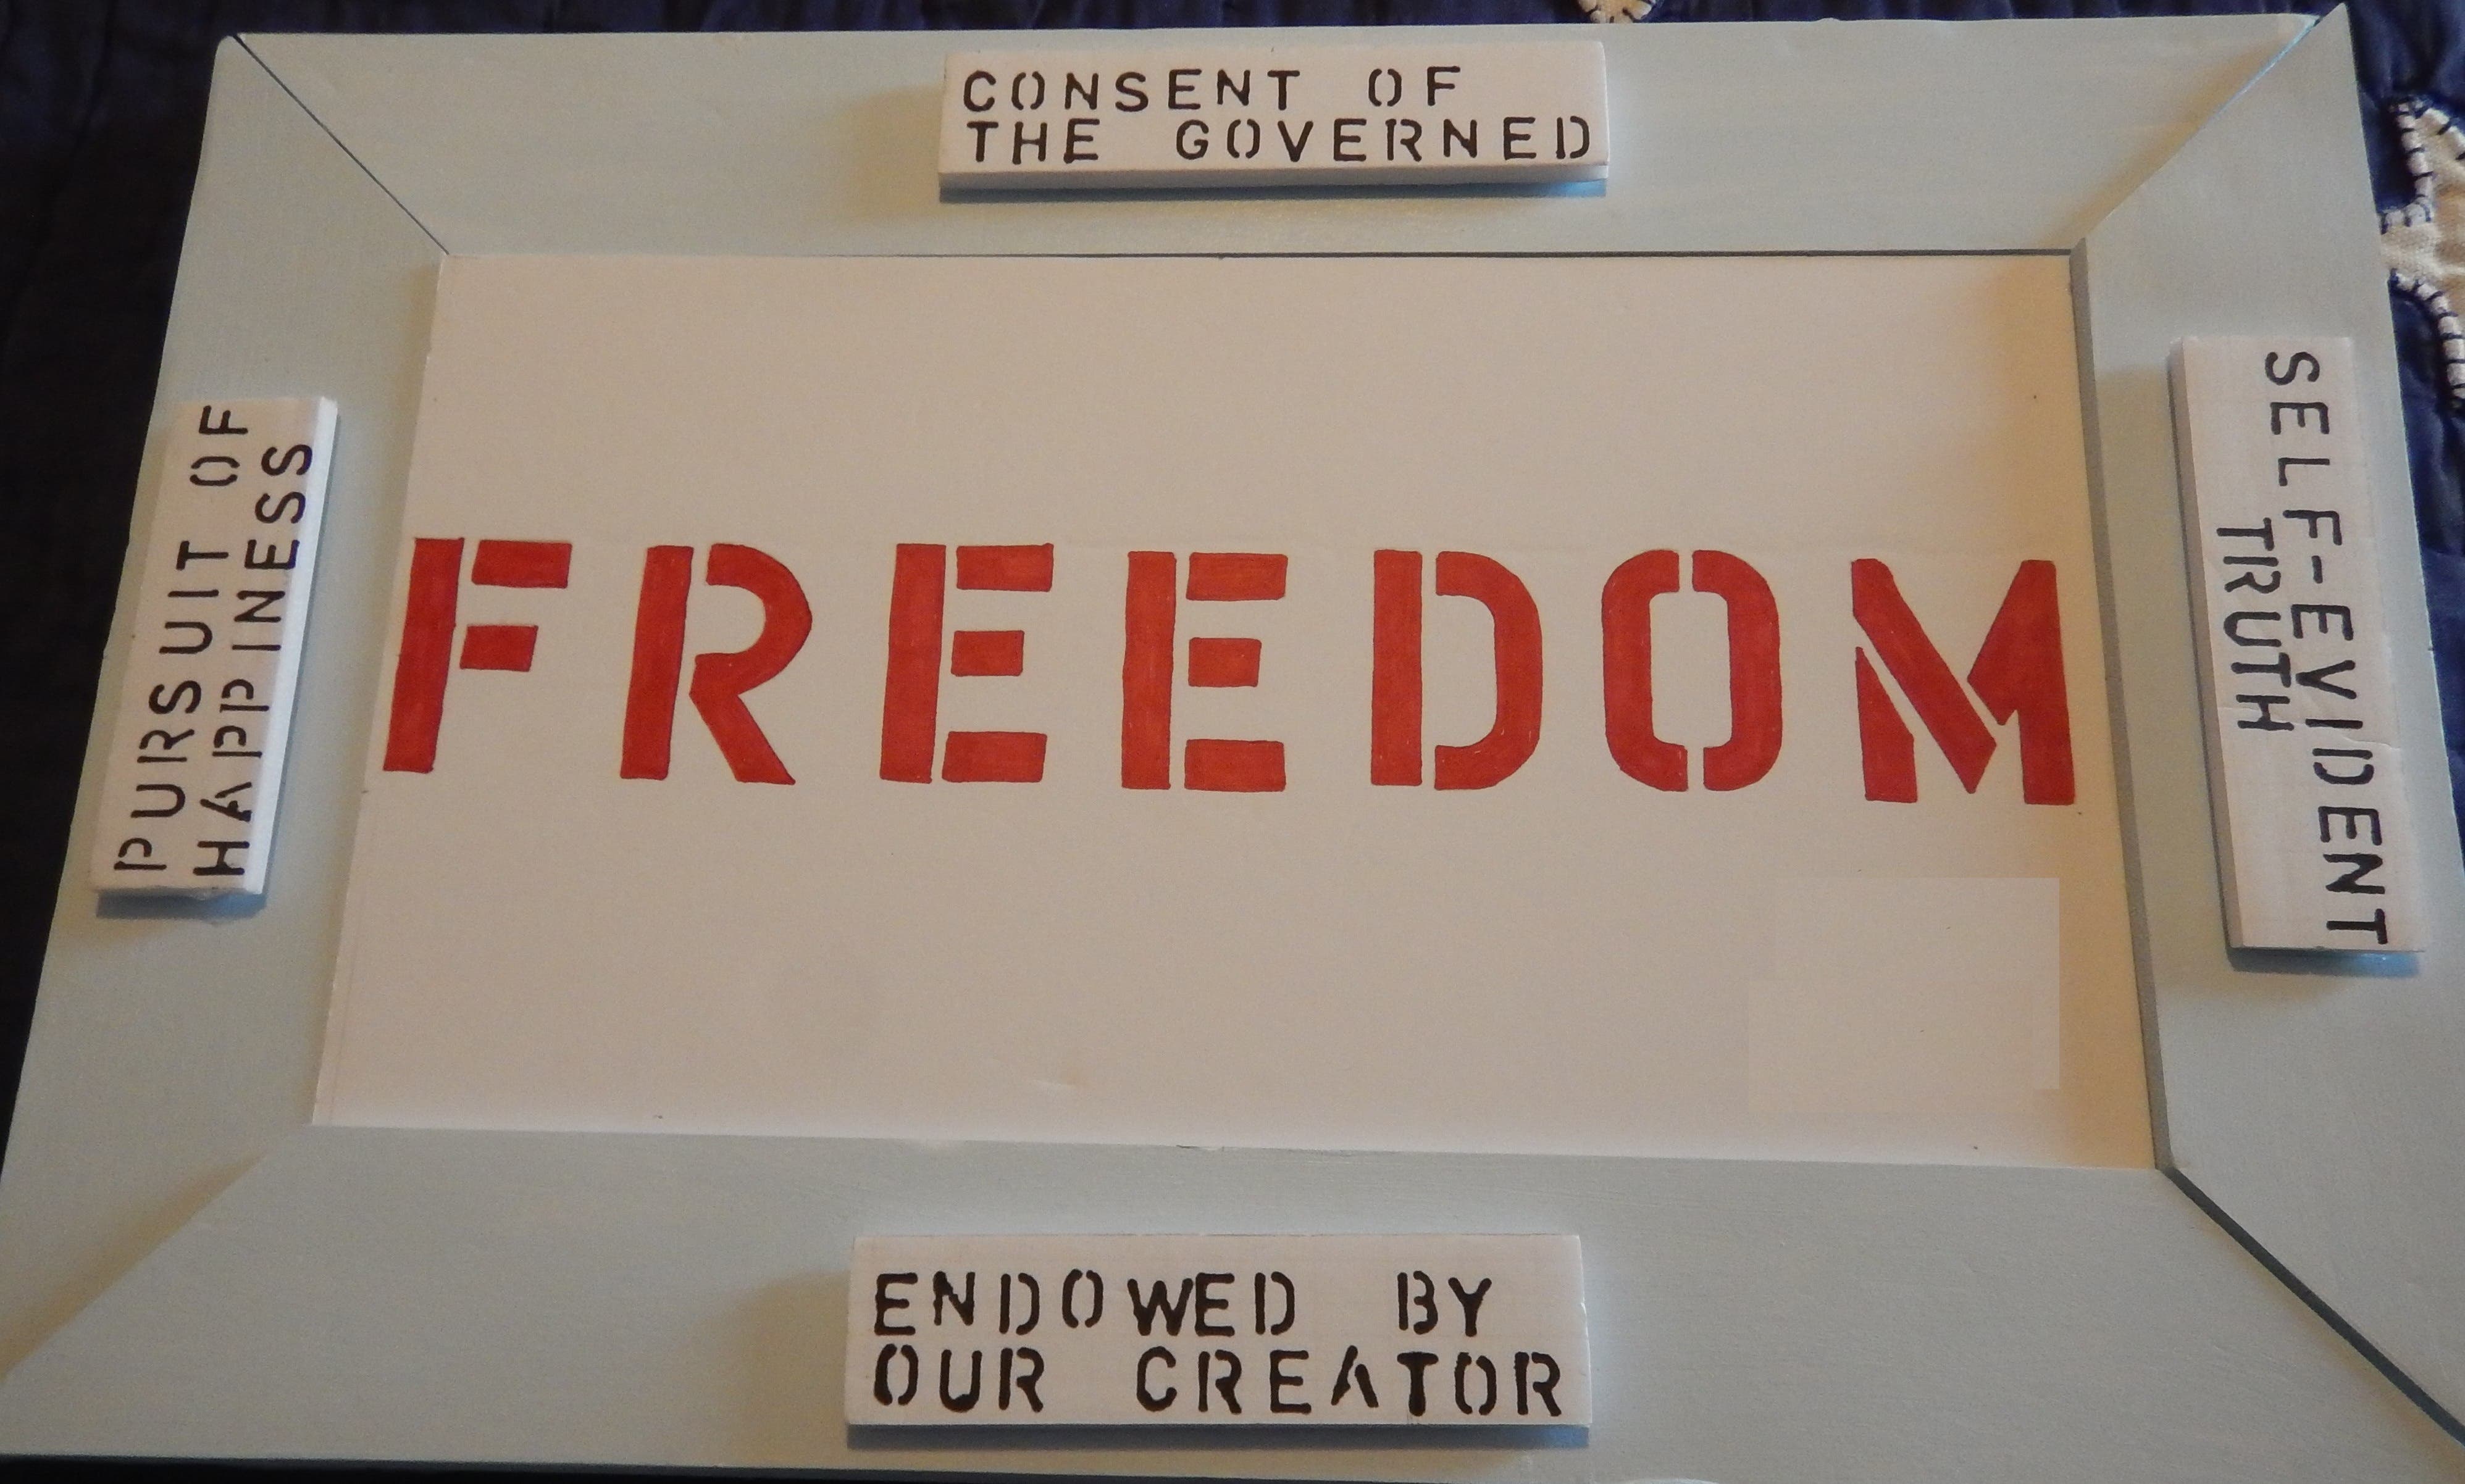 CONSENT OF
THE GOVERNED
PURSUIT OF
HAPPINESS
FREEDOM
SELF-EVIDENT
TRUTH
ENDOWED BY
OUR CREATOR